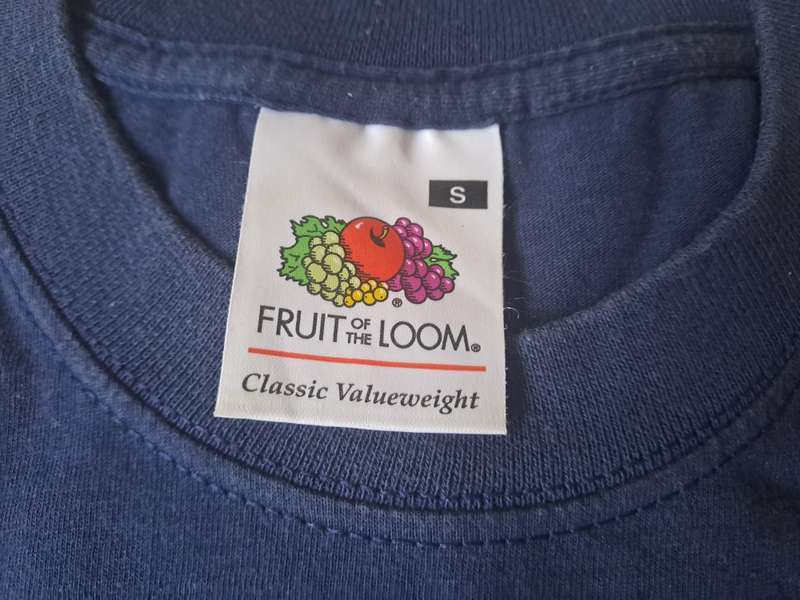 S
®
FRUIT OF THE LOOM®
Classic Valueweight